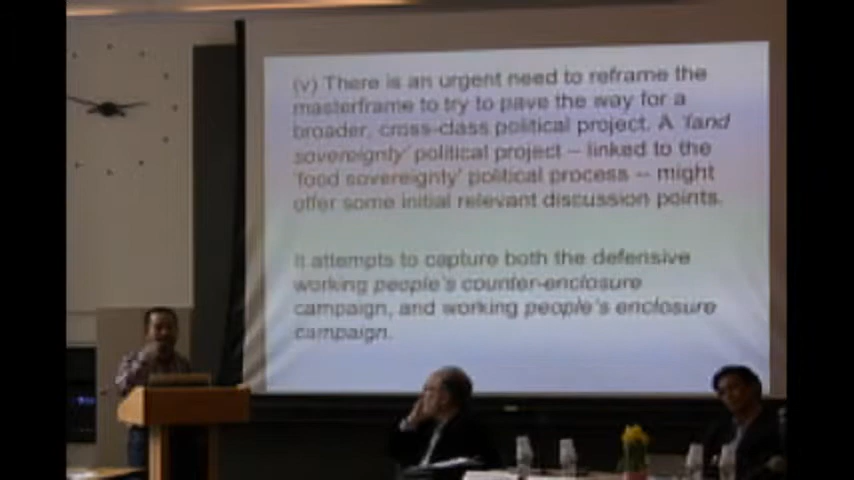 (v) There is an urgent need to reframe the
masterframe to try to pave the way for a
broader, cross-class political project. A 'land
sovereignty' political project – linked to the
'food sovereignty' political process – might
offer some initial relevant discussion points.
It attempts to capture both the defensive
working people's counter-enclosure
campaign, and working people's enclosure
campaign.